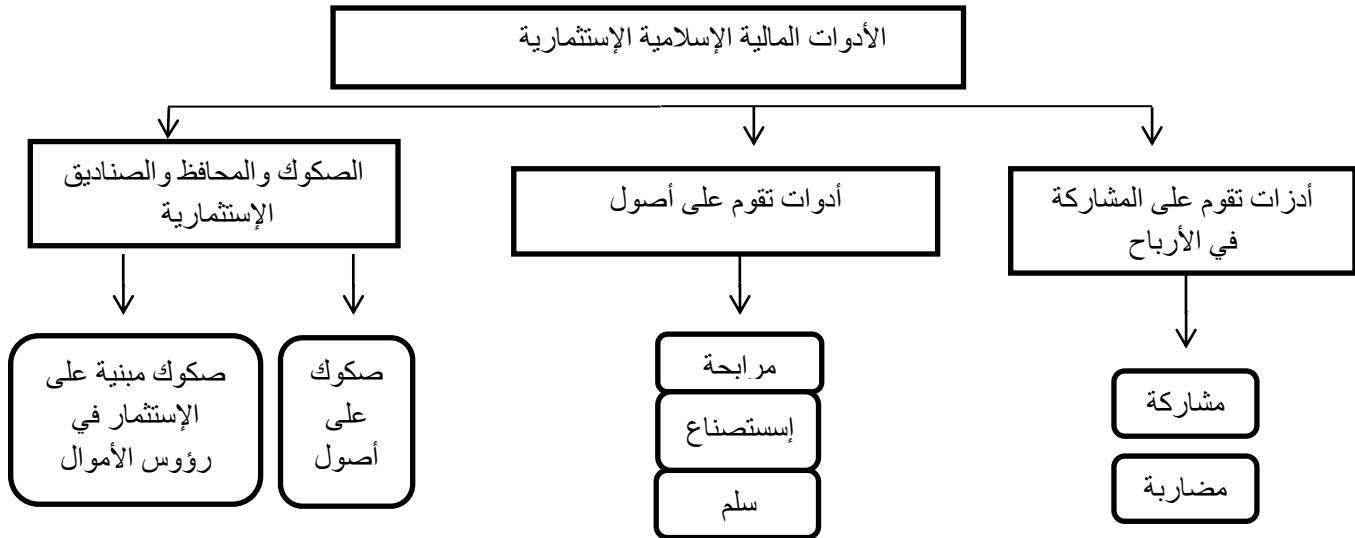 الأدوات المالية الإسلامية الإستثمارية
أدزات تقوم على المشاركة
في الأرباح
أدوات تقوم على أصول
الصكوك والمحافظ والصناديق
الإستثمارية
مشاركة
مضاربة
مرابحة
إسستصناع
سلم
صكوك
على
أصول
صكوك مبنية على
الإستثمار في
رؤوس الأموال